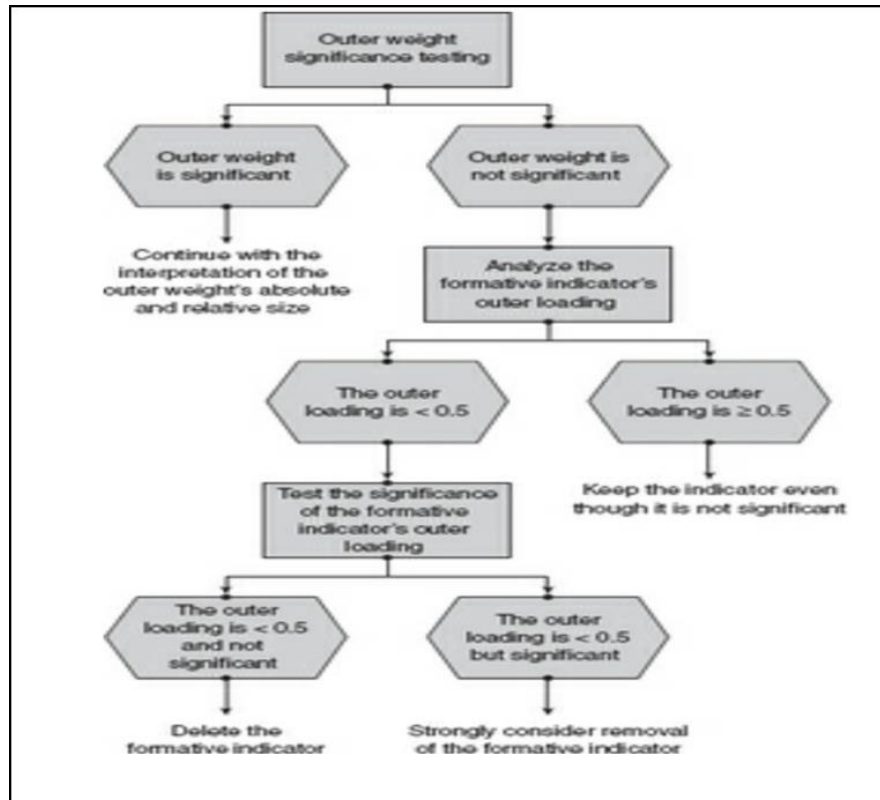 Outer weight
significance testing
Outer weight
is significant
Outer weight is
not significant
Continue with the
interpretation of the
outer weight's absolute
and relative size
Analyze the
formative indicator's
outer loading
The outer
loading is < 0.5
The outer
loading is ≥ 0.5
Test the significance
of the formative
indicator's outer
loading
Keep the indicator even
though it is not significant
The outer
loading is < 0.5
and not
significant
The outer
loading is < 0.5
but significant
Delete the
formative indicator
Strongly consider removal
of the formative indicator